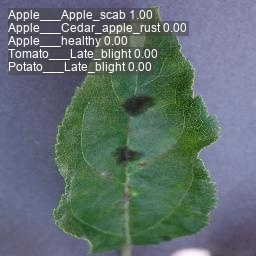 Apple___Apple_scab 1.00
Apple___Cedar_apple_rust 0.00
Apple___healthy 0.00
Tomato___Late_blight 0.00
Potato___Late_blight 0.00